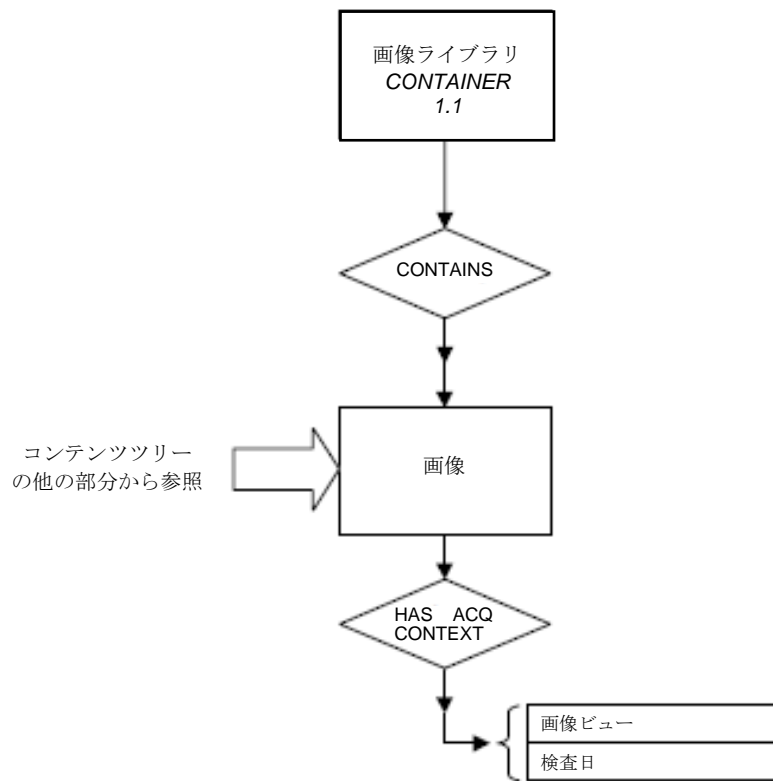 画像ライブラリ
CONTAINER
1.1
CONTAINS
コンテンツツリー
の他の部分から参照
画像
HAS ACQ
CONTEXT
画像ビュー
検査日